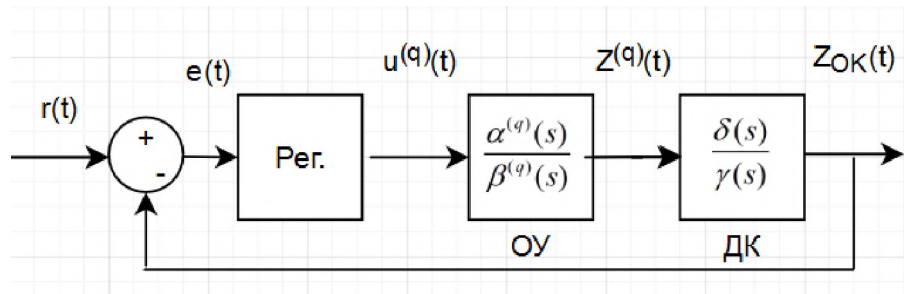 r(t)
e(t)
u⁽q⁾(t)
Z⁽q⁾(t)
Z_OK(t)
+
-
Рег.
α⁽q⁾(s)
β⁽q⁾(s)
δ(s)
γ(s)
ОУ
ДК